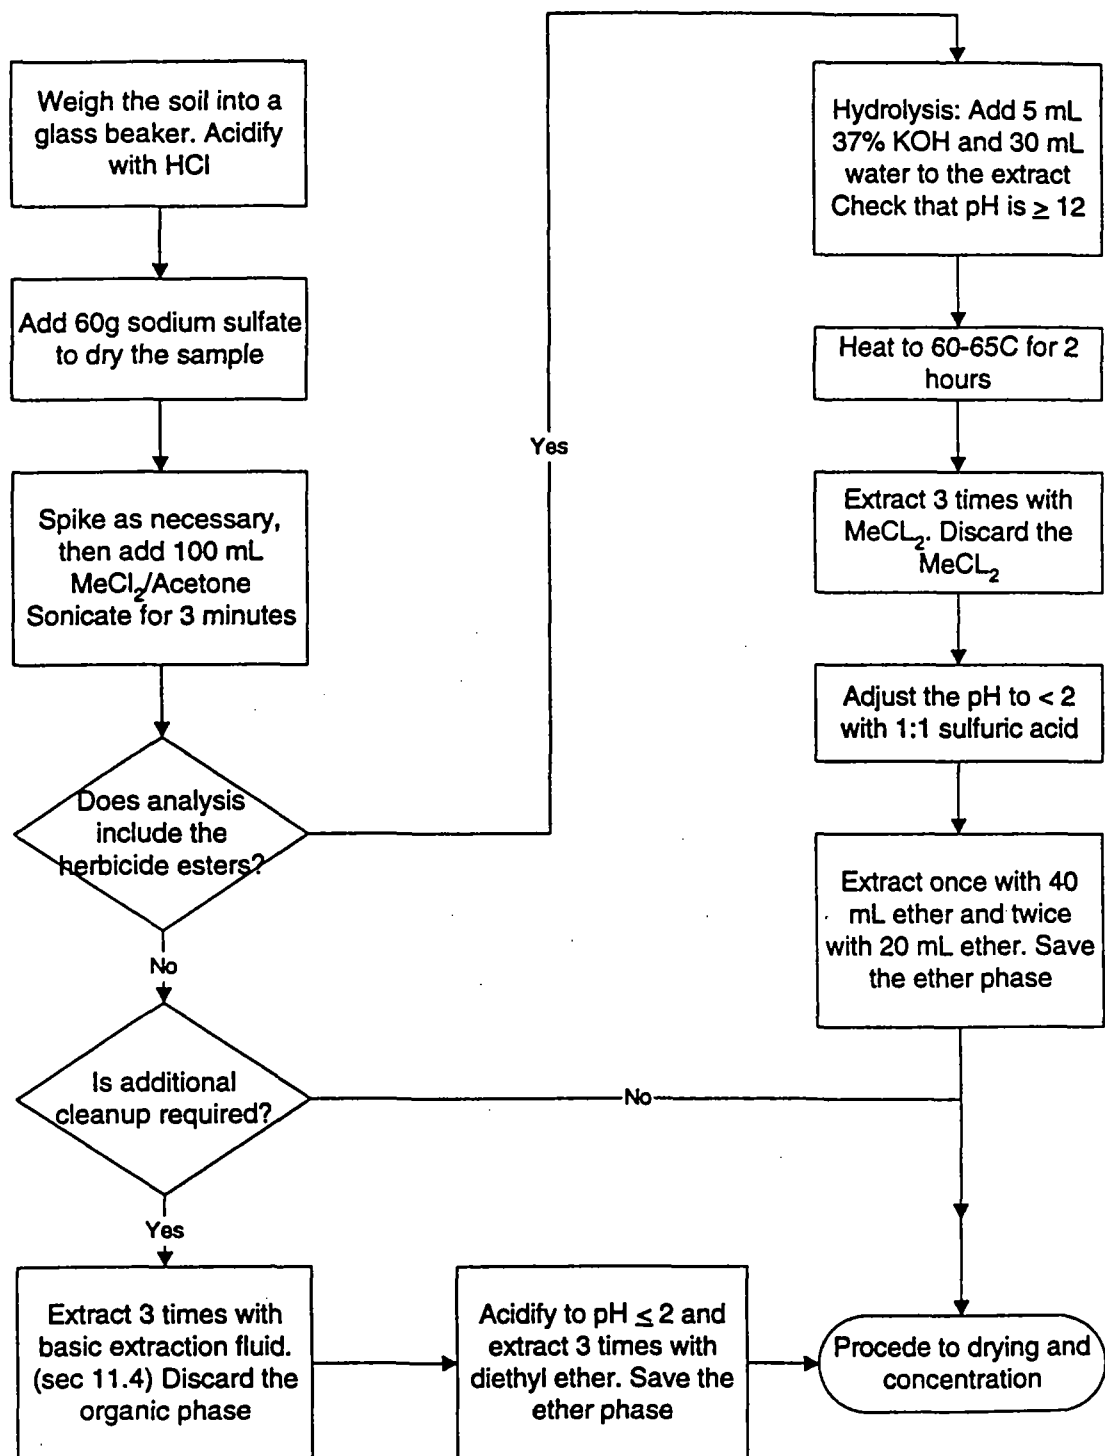 Weigh the soil into a
glass beaker. Acidify
with HCl
Add 60g sodium sulfate
to dry the sample
Spike as necessary,
then add 100 mL
MeCl₂/Acetone
Sonicate for 3 minutes
Does analysis
include the
herbicide esters?
Yes
No
Is additional
cleanup required?
No
Yes
Extract 3 times with
basic extraction fluid.
(sec 11.4) Discard the
organic phase
Acidify to pH ≤ 2 and
extract 3 times with
diethyl ether. Save the
ether phase
Hydrolysis: Add 5 mL
37% KOH and 30 mL
water to the extract
Check that pH is ≥ 12
Heat to 60-65C for 2
hours
Extract 3 times with
MeCL₂. Discard the
MeCL₂
Adjust the pH to < 2
with 1:1 sulfuric acid
Extract once with 40
mL ether and twice
with 20 mL ether. Save
the ether phase
Procede to drying and
concentration